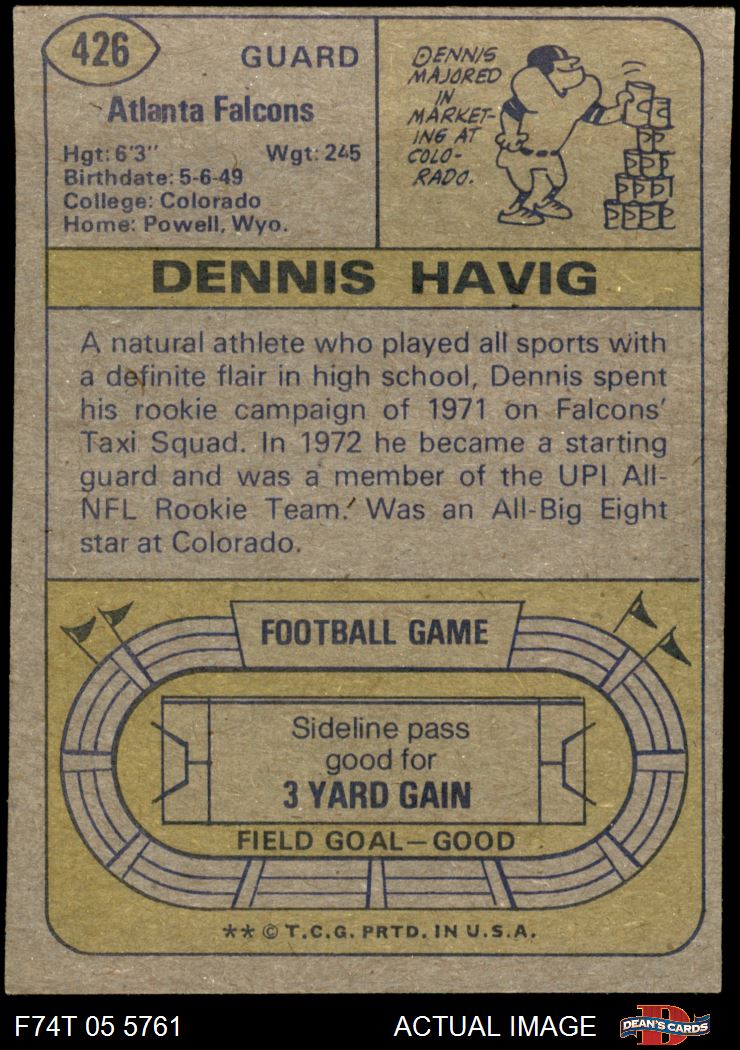 426
GUARD
Atlanta Falcons
Hgt: 6'3" Wgt: 245
Birthdate: 5-6-49
College: Colorado
Home: Powell, Wyo.
DENNIS
MAJORED
IN
MARKET-
ING AT
COLO-
RADO.
DENNIS HAVIG
A natural athlete who played all sports with
a definite flair in high school, Dennis spent
his rookie campaign of 1971 on Falcons'
Taxi Squad. In 1972 he became a starting
guard and was a member of the UPI All-
NFL Rookie Team. Was an All-Big Eight
star at Colorado.
FOOTBALL GAME
Sideline pass
good for
3 YARD GAIN
FIELD GOAL—GOOD
** © T.C.G. PRTD. IN U.S.A.
F74T 05 5761
ACTUAL IMAGE
D
DEAN'S CARDS